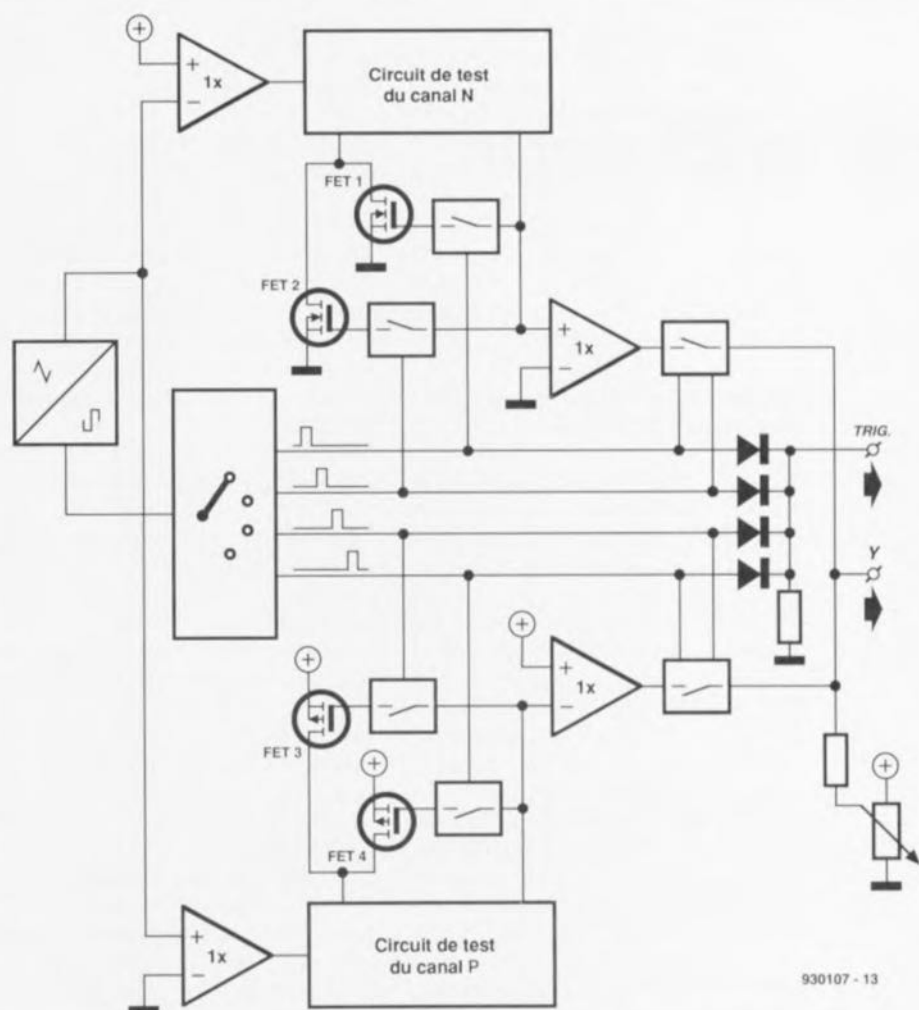 +
+
−
1x
Circuit de test
du canal N
FET 1
FET 2
+
−
1x
TRIG.
Y
+
+
−
1x
+
FET 3
+
FET 4
+
+
−
1x
Circuit de test
du canal P
930107 - 13